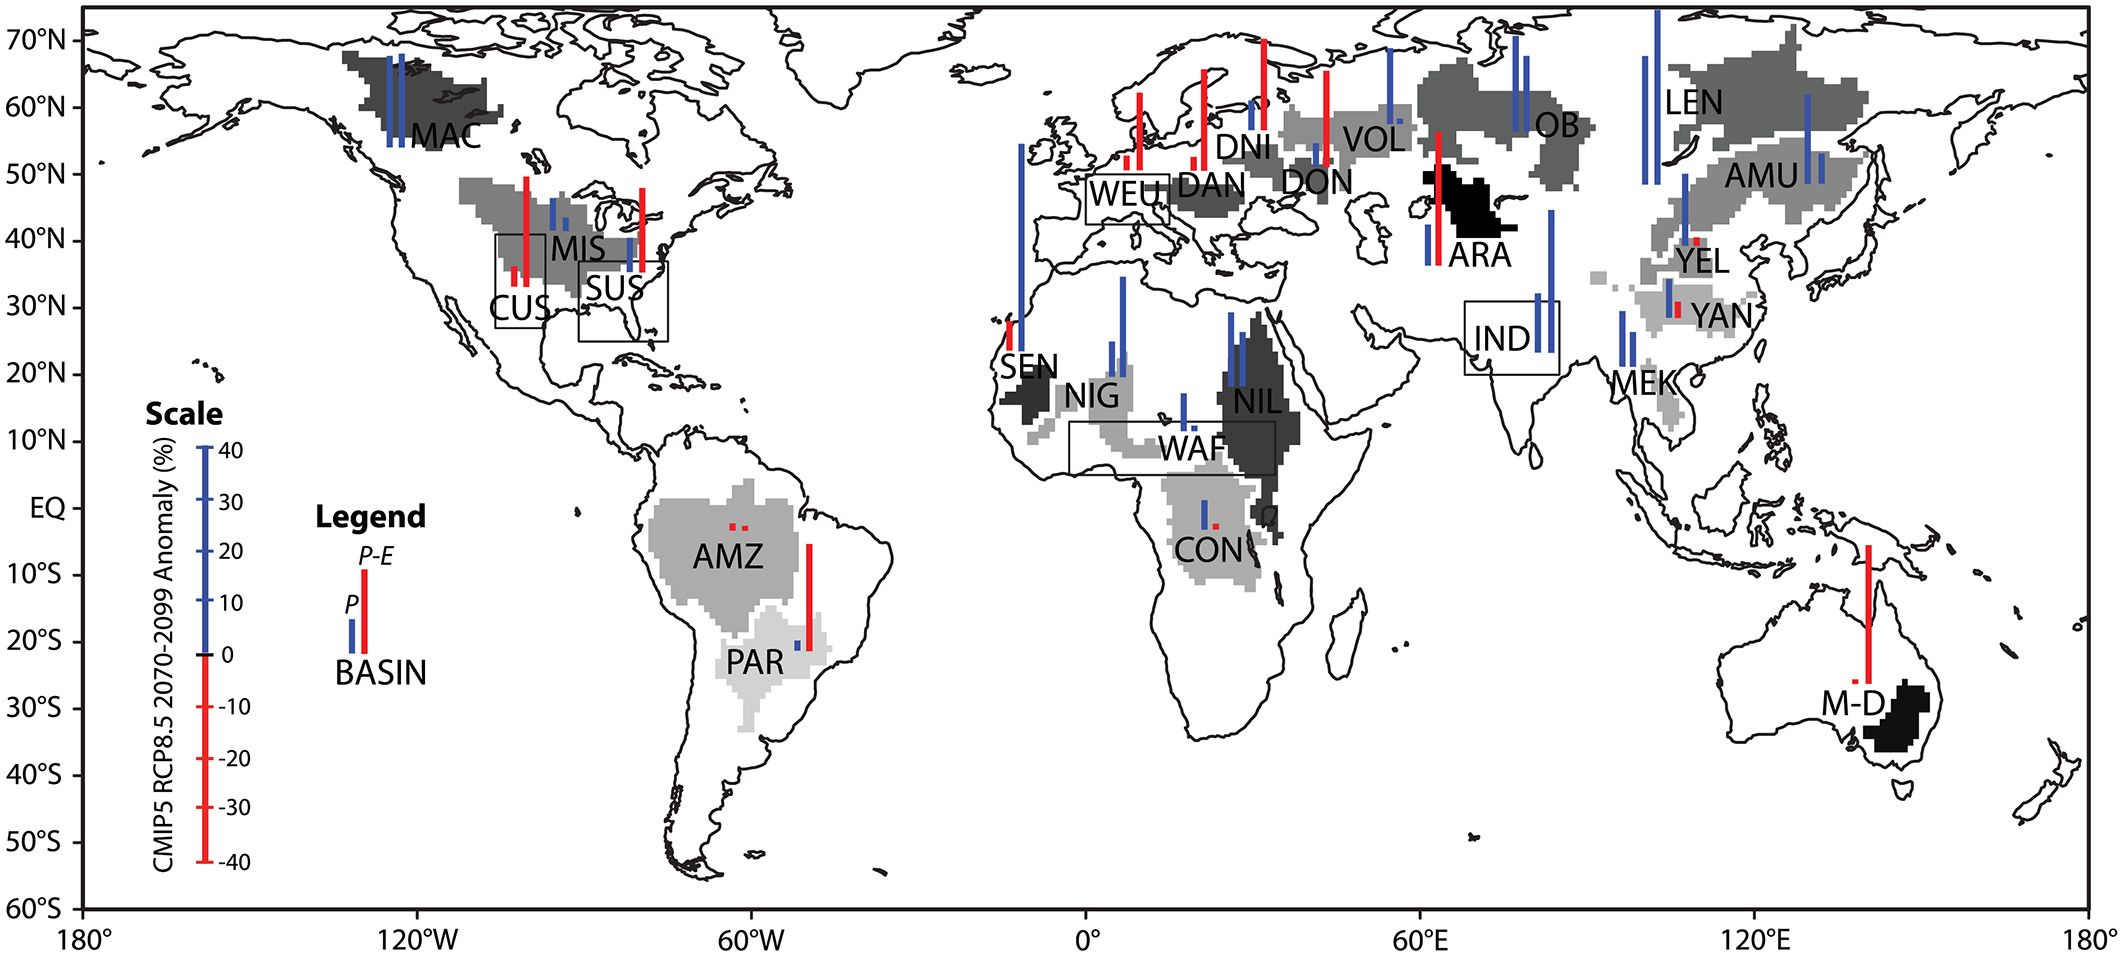 70°N
60°N
50°N
40°N
30°N
20°N
10°N
EQ
10°S
20°S
30°S
40°S
50°S
60°S
180°
120°W
60°W
0°
60°E
120°E
180°
Scale
CMIP5 RCP8.5 2070-2099 Anomaly (%)
40
30
20
10
0
-10
-20
-30
-40
Legend
P-E
P
BASIN
MAC
MIS
CUS
SUS
AMZ
PAR
WEU
DAN
DNI
DON
VOL
OB
LEN
AMU
ARA
YEL
YAN
IND
MEK
SEN
NIG
NIL
WAF
CON
M-D